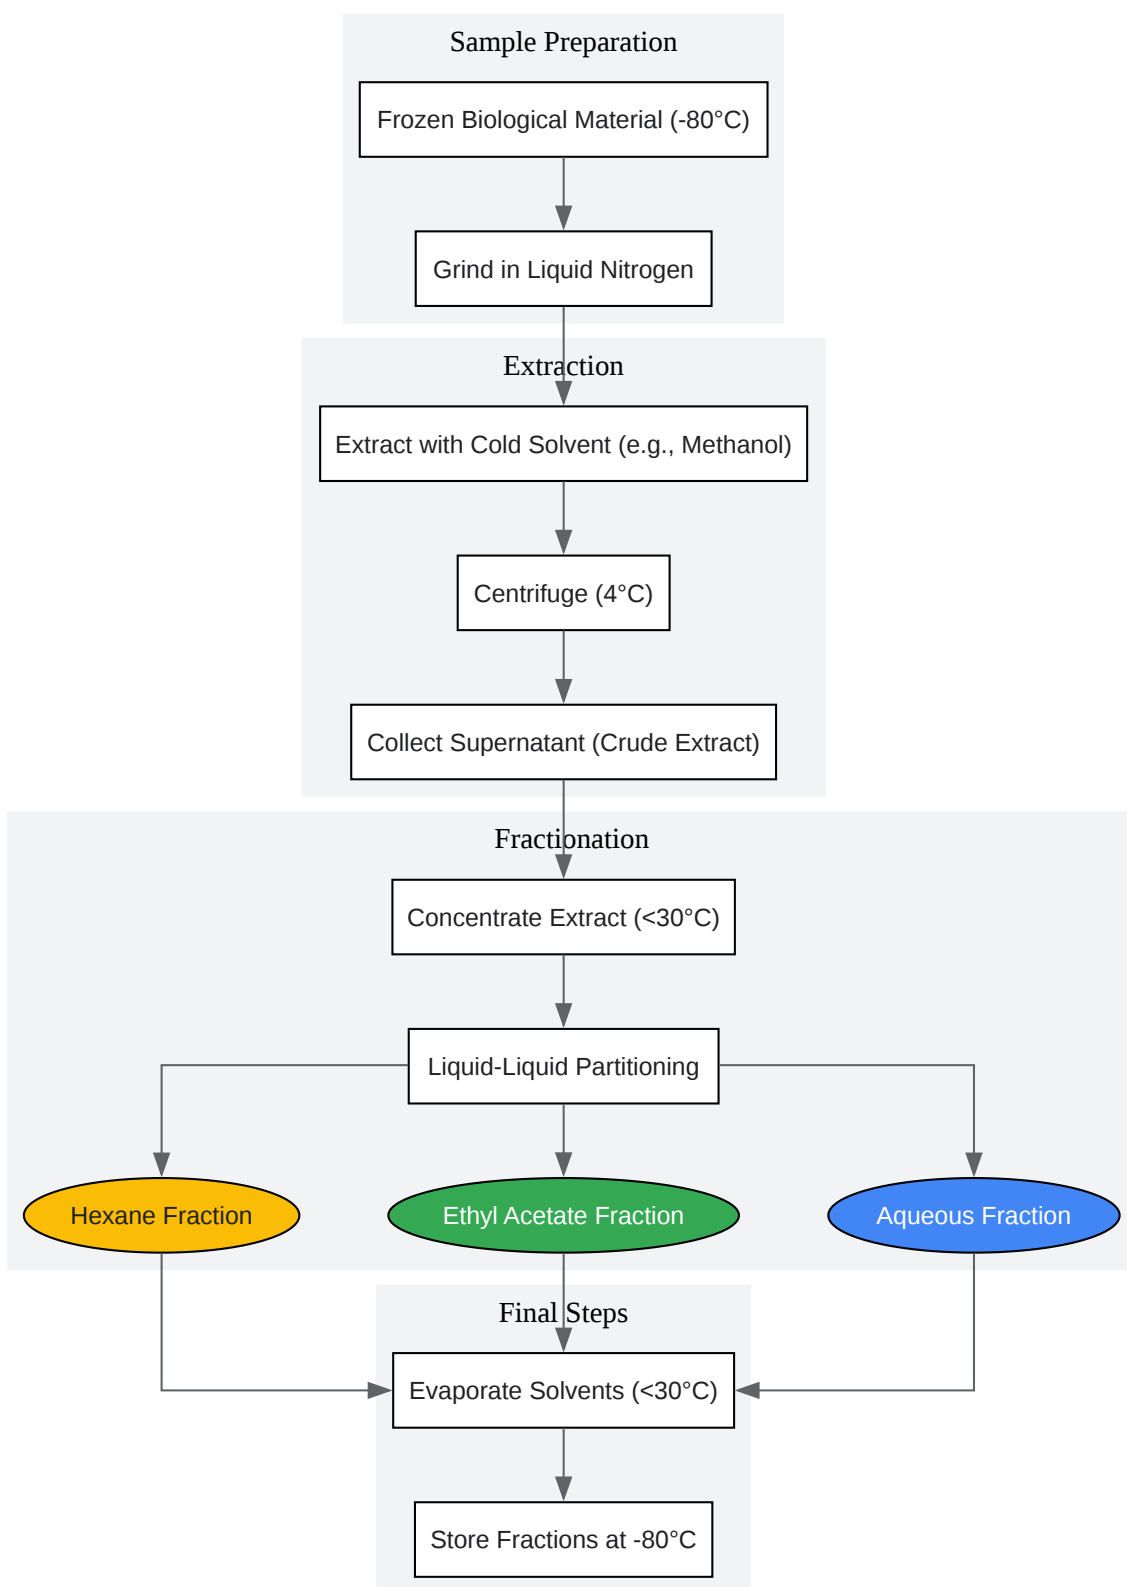 Sample Preparation
Frozen Biological Material (-80°C)
Grind in Liquid Nitrogen
Extraction
Extract with Cold Solvent (e.g., Methanol)
Centrifuge (4°C)
Collect Supernatant (Crude Extract)
Fractionation
Concentrate Extract (<30°C)
Liquid-Liquid Partitioning
Hexane Fraction
Ethyl Acetate Fraction
Aqueous Fraction
Final Steps
Evaporate Solvents (<30°C)
Store Fractions at -80°C